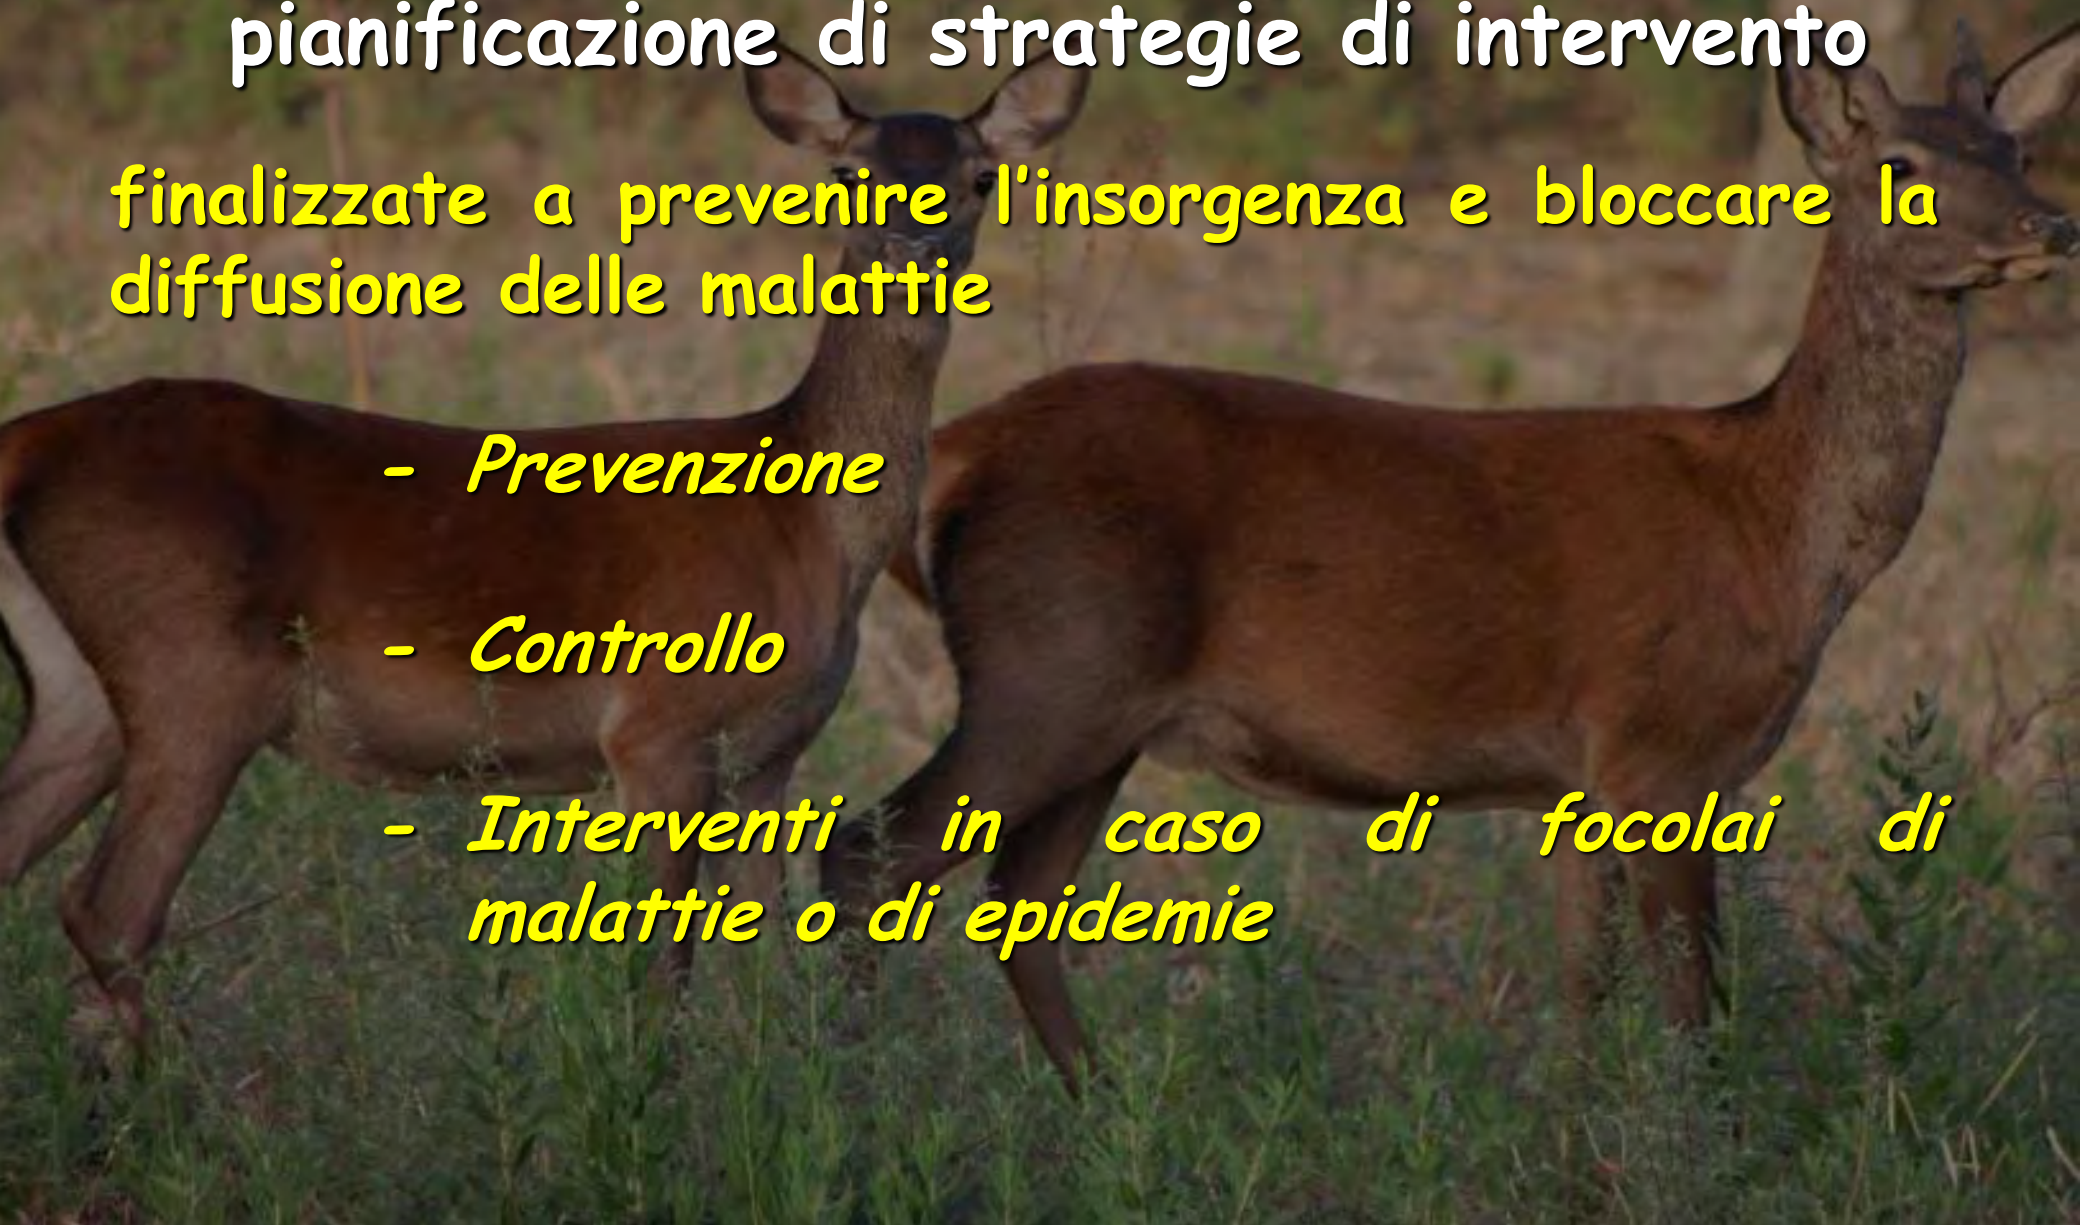 pianificazione di strategie di intervento
finalizzate a prevenire l’insorgenza e bloccare la
diffusione delle malattie
- Prevenzione
- Controllo
- Interventi in caso di focolai di
malattie o di epidemie